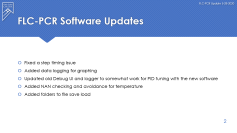 FLC-PCR Software Updates
Fixed a step timing issue
Added data logging for graphing
Updated old Debug UI and logger to somewhat work for PID tuning with the new software
Added NAN checking and avoidance for temperature
Added folders to file save load